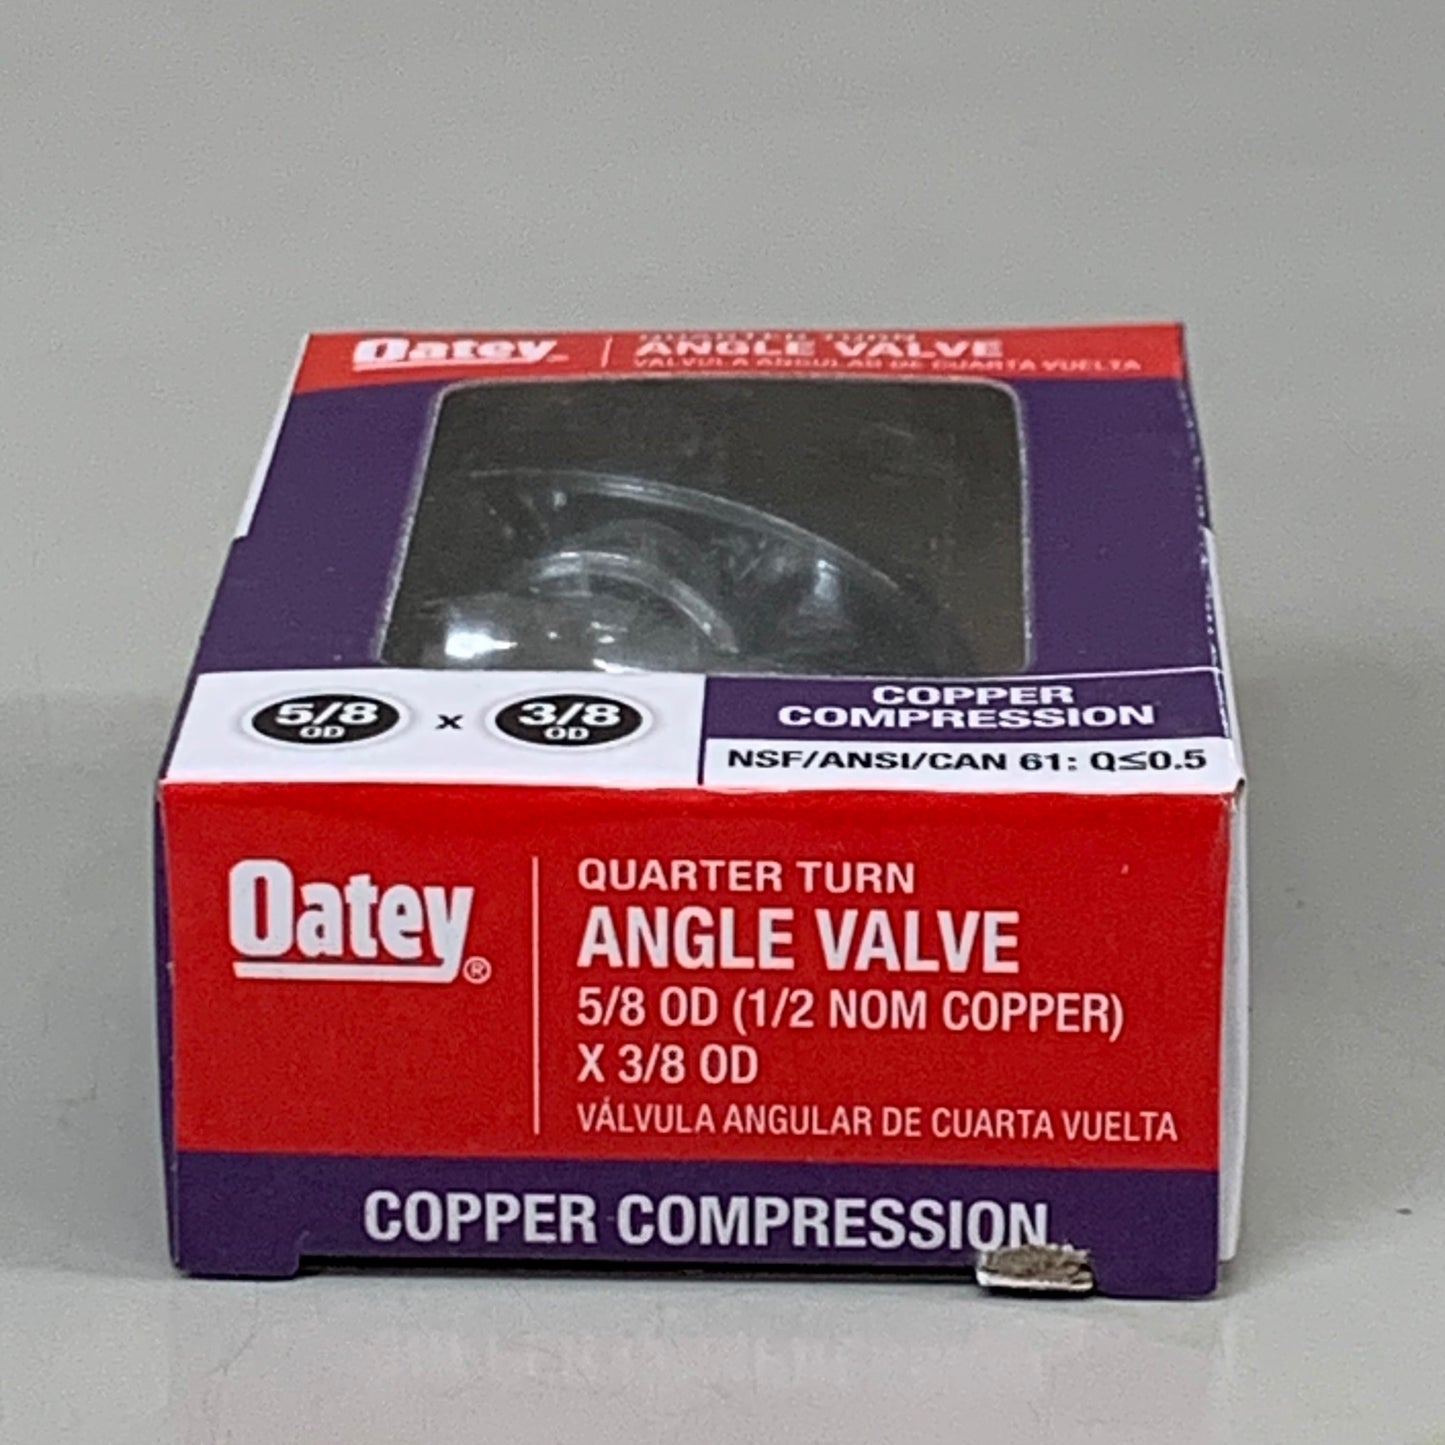 Oatey
QUARTER TURN
ANGLE VALVE
VÁLVULA ANGULAR DE CUARTA VUELTA
5/8 OD x 3/8 OD
COPPER
COMPRESSION
NSF/ANSI/CAN 61: Q≤0.5
Oatey®
QUARTER TURN
ANGLE VALVE
5/8 OD (1/2 NOM COPPER)
X 3/8 OD
VÁLVULA ANGULAR DE CUARTA VUELTA
COPPER COMPRESSION